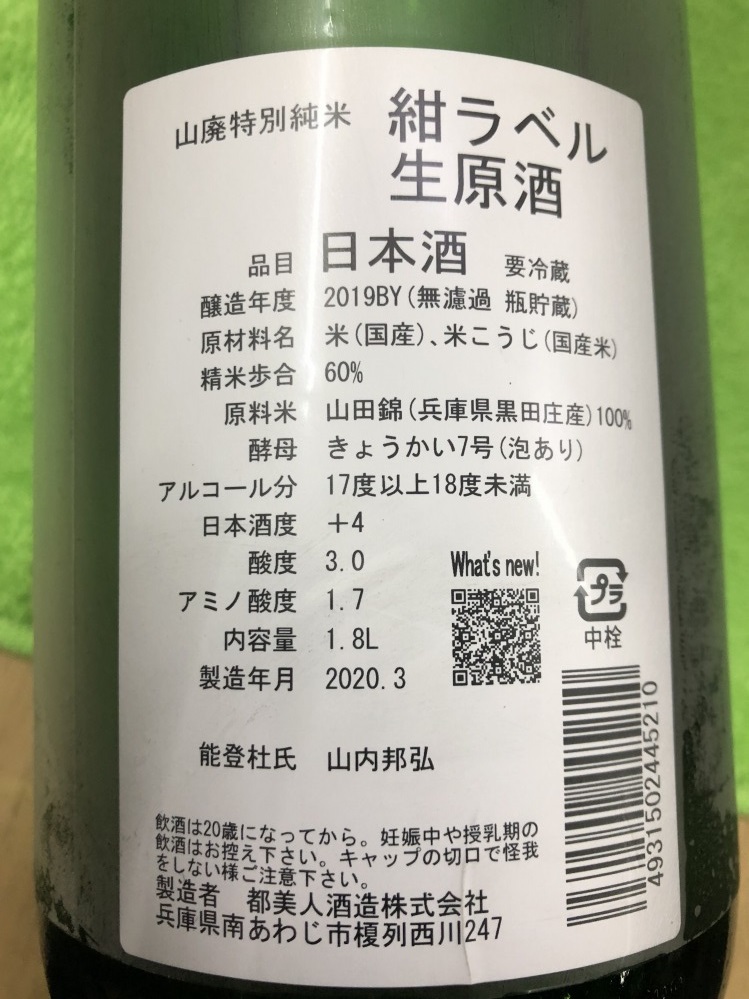 山廃特別純米 紺ラベル
生原酒
品目 日本酒 要冷蔵
醸造年度 2019BY(無濾過 瓶貯蔵)
原材料名 米(国産)、米こうじ(国産米)
精米歩合 60%
原料米 山田錦(兵庫県黒田庄産)100%
酵母 きょうかい7号(泡あり)
アルコール分 17度以上18度未満
日本酒度 +4
酸度 3.0
アミノ酸度 1.7
内容量 1.8L
製造年月 2020.3
What's new!
プラ
中栓
能登杜氏 山内邦弘
飲酒は20歳になってから。妊娠中や授乳期の
飲酒はお控え下さい。キャップの切口で怪我
をしない様ご注意下さい。
製造者 都美人酒造株式会社
兵庫県南あわじ市榎列西川247
4931502445210